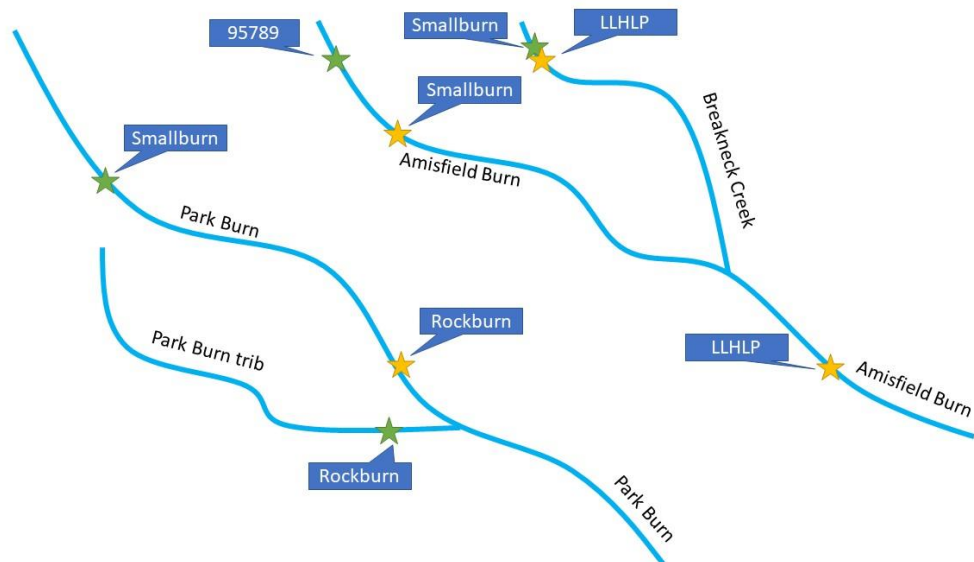 95789
Smallburn
LLHLP
Smallburn
Smallburn
Breakneck Creek
Amisfield Burn
Park Burn
Rockburn
Park Burn trib
LLHLP
Amisfield Burn
Rockburn
Park Burn